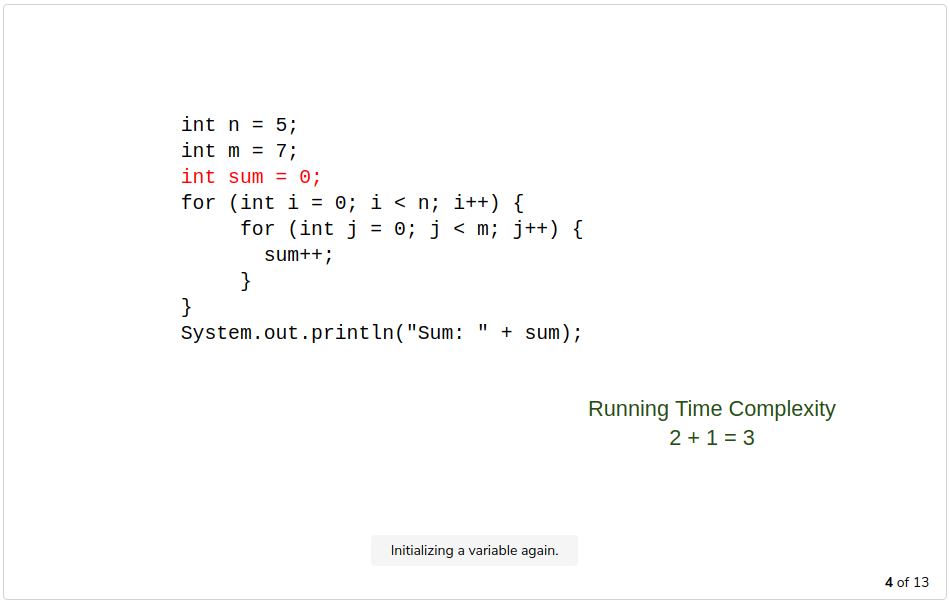 int n = 5;
int m = 7;
int sum = 0;
for (int i = 0; i < n; i++) {
     for (int j = 0; j < m; j++) {
       sum++;
     }
}
System.out.println("Sum: " + sum);
Running Time Complexity
2 + 1 = 3
Initializing a variable again.
4 of 13